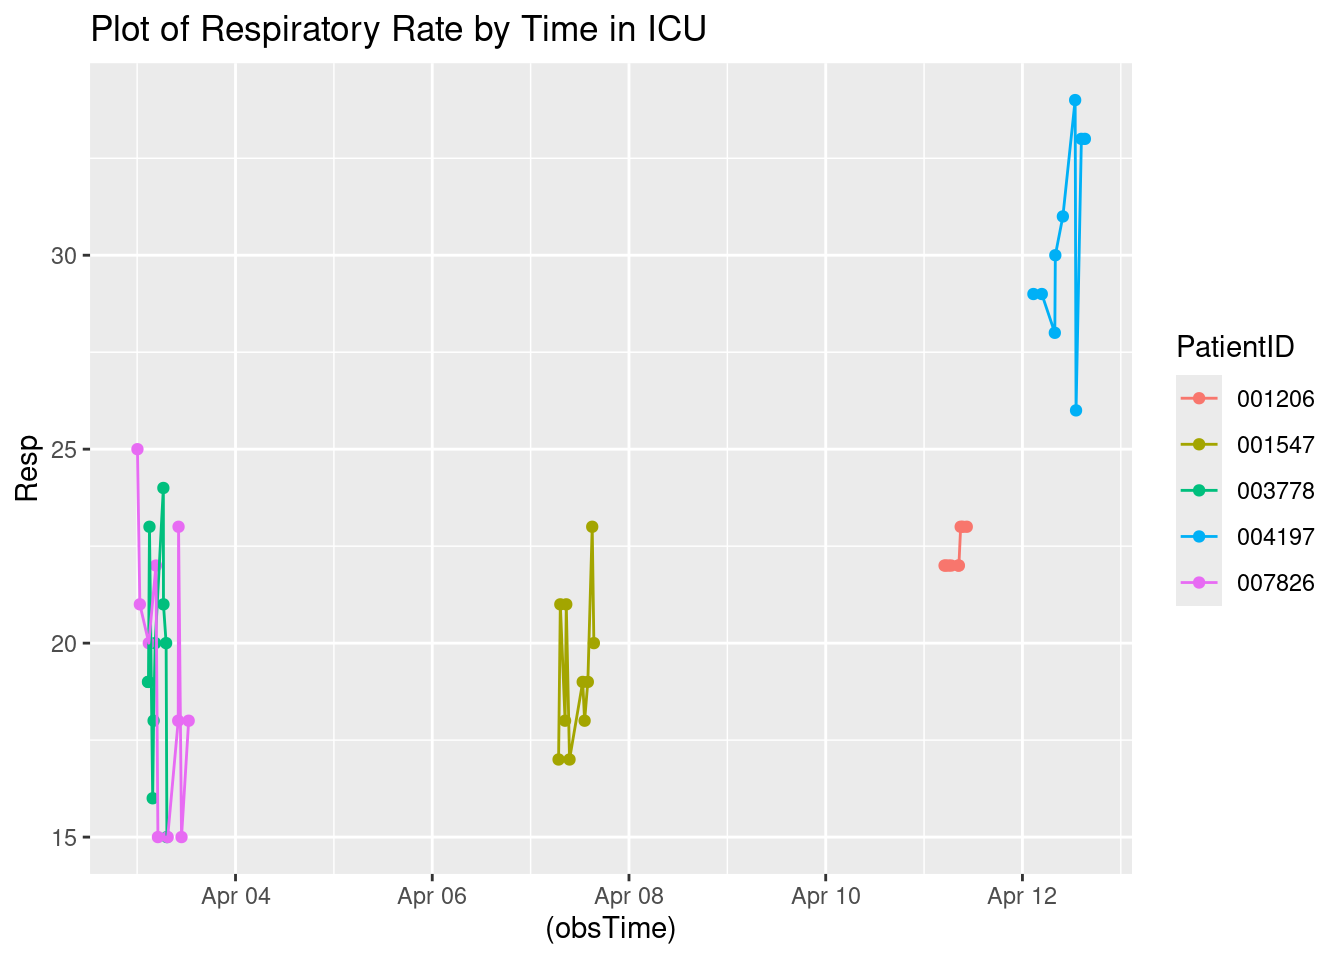 Plot of Respiratory Rate by Time in ICU
Resp
30
25
20
15
Apr 04
Apr 06
Apr 08
Apr 10
Apr 12
(obsTime)
PatientID
001206
001547
003778
004197
007826